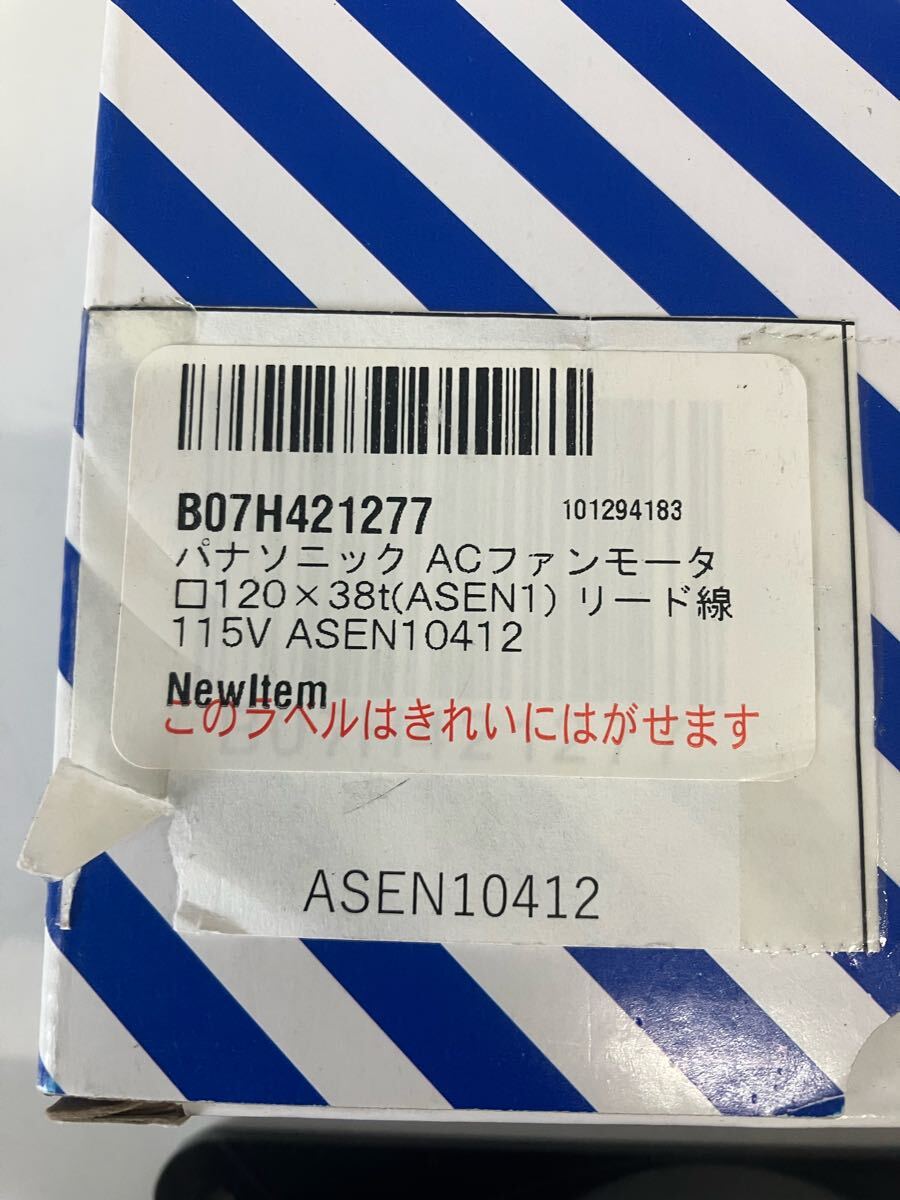 B07H421277 101294183
パナソニック ACファンモータ
□120×38t(ASEN1) リード線
115V ASEN10412
NewItem
このラベルはきれいにはがせます
ASEN10412